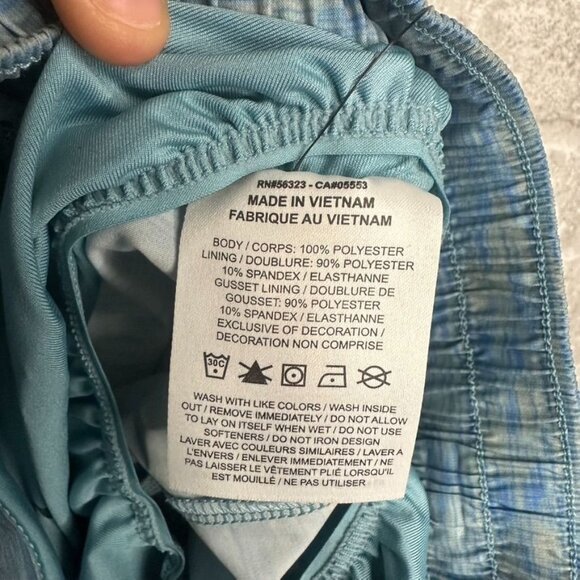 RN#56323 - CA#05553
MADE IN VIETNAM
FABRIQUE AU VIETNAM
BODY / CORPS: 100% POLYESTER
LINING / DOUBLURE: 90% POLYESTER
10% SPANDEX / ELASTHANNE
GUSSET LINING / DOUBLURE DE
GOUSSET: 90% POLYESTER
10% SPANDEX / ELASTHANNE
EXCLUSIVE OF DECORATION /
DECORATION NON COMPRISE
30C
WASH WITH LIKE COLORS / WASH INSIDE
OUT / REMOVE IMMEDIATELY / DO NOT ALLOW
TO LAY ON ITSELF WHEN WET / DO NOT USE
SOFTENERS / DO NOT IRON DESIGN
LAVER AVEC COULEURS SIMILAIRES / LAVER A
L'ENVERS / ENLEVER IMMÉDIATEMENT / NE
PAS LAISSER LE VÊTEMENT PLIÉ LORSQU'IL
EST MOUILLÉ / NE PAS UTILISER